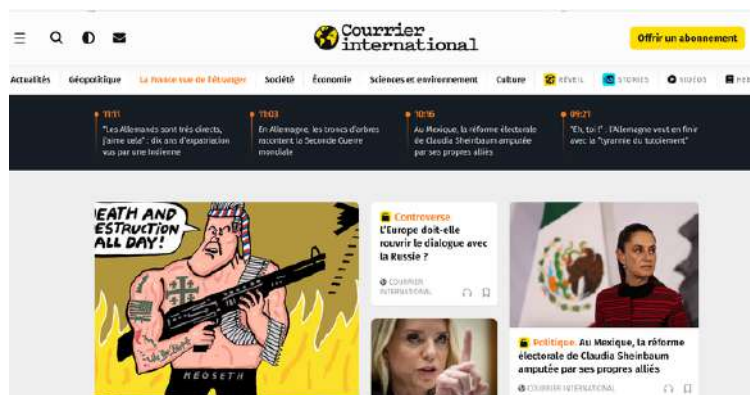 Courrier
international
Offrir un abonnement
Actualités Géopolitique La France vue de l'étranger Société Économie Sciences et environnement Culture RÉVEIL STORIES VIDÉOS
11:11
"Les Allemands sont très directs,
j'aime cela" : dix ans d'expatriation
vus par une Indienne
11:03
En Allemagne, les troncs d'arbres
racontent la Seconde Guerre
mondiale
10:16
Au Mexique, la réforme électorale
de Claudia Sheinbaum amputée
par ses propres alliés
09:21
"Eh, toi !" : l'Allemagne veut en finir
avec la "tyrannie du tutoiement"
DEATH AND
DESTRUCTION
ALL DAY!
HEGSETH
Controverse
L'Europe doit-elle
rouvrir le dialogue avec
la Russie ?
COURRIER
INTERNATIONAL
Politique. Au Mexique, la réforme
électorale de Claudia Sheinbaum
amputée par ses propres alliés
COURRIER INTERNATIONAL